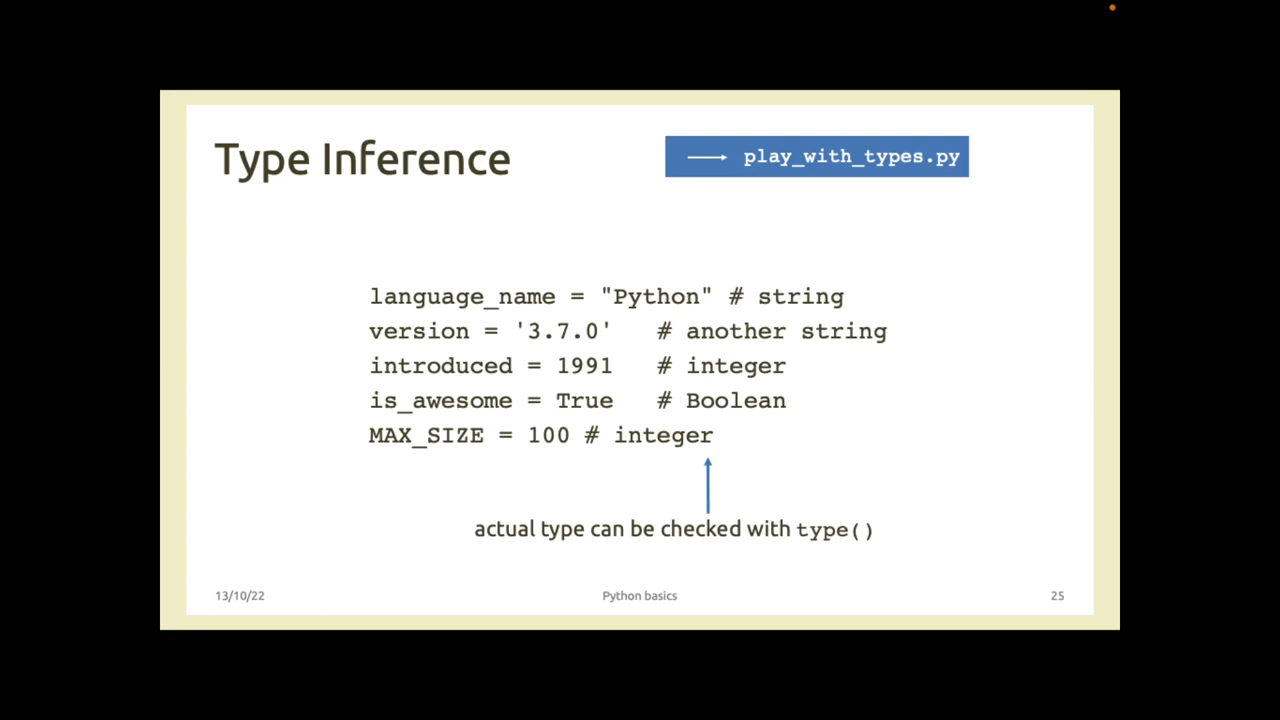 Type Inference
play_with_types.py
language_name = "Python" # string
version = '3.7.0'   # another string
introduced = 1991   # integer
is_awesome = True   # Boolean
MAX_SIZE = 100 # integer
actual type can be checked with type()
13/10/22
Python basics
25